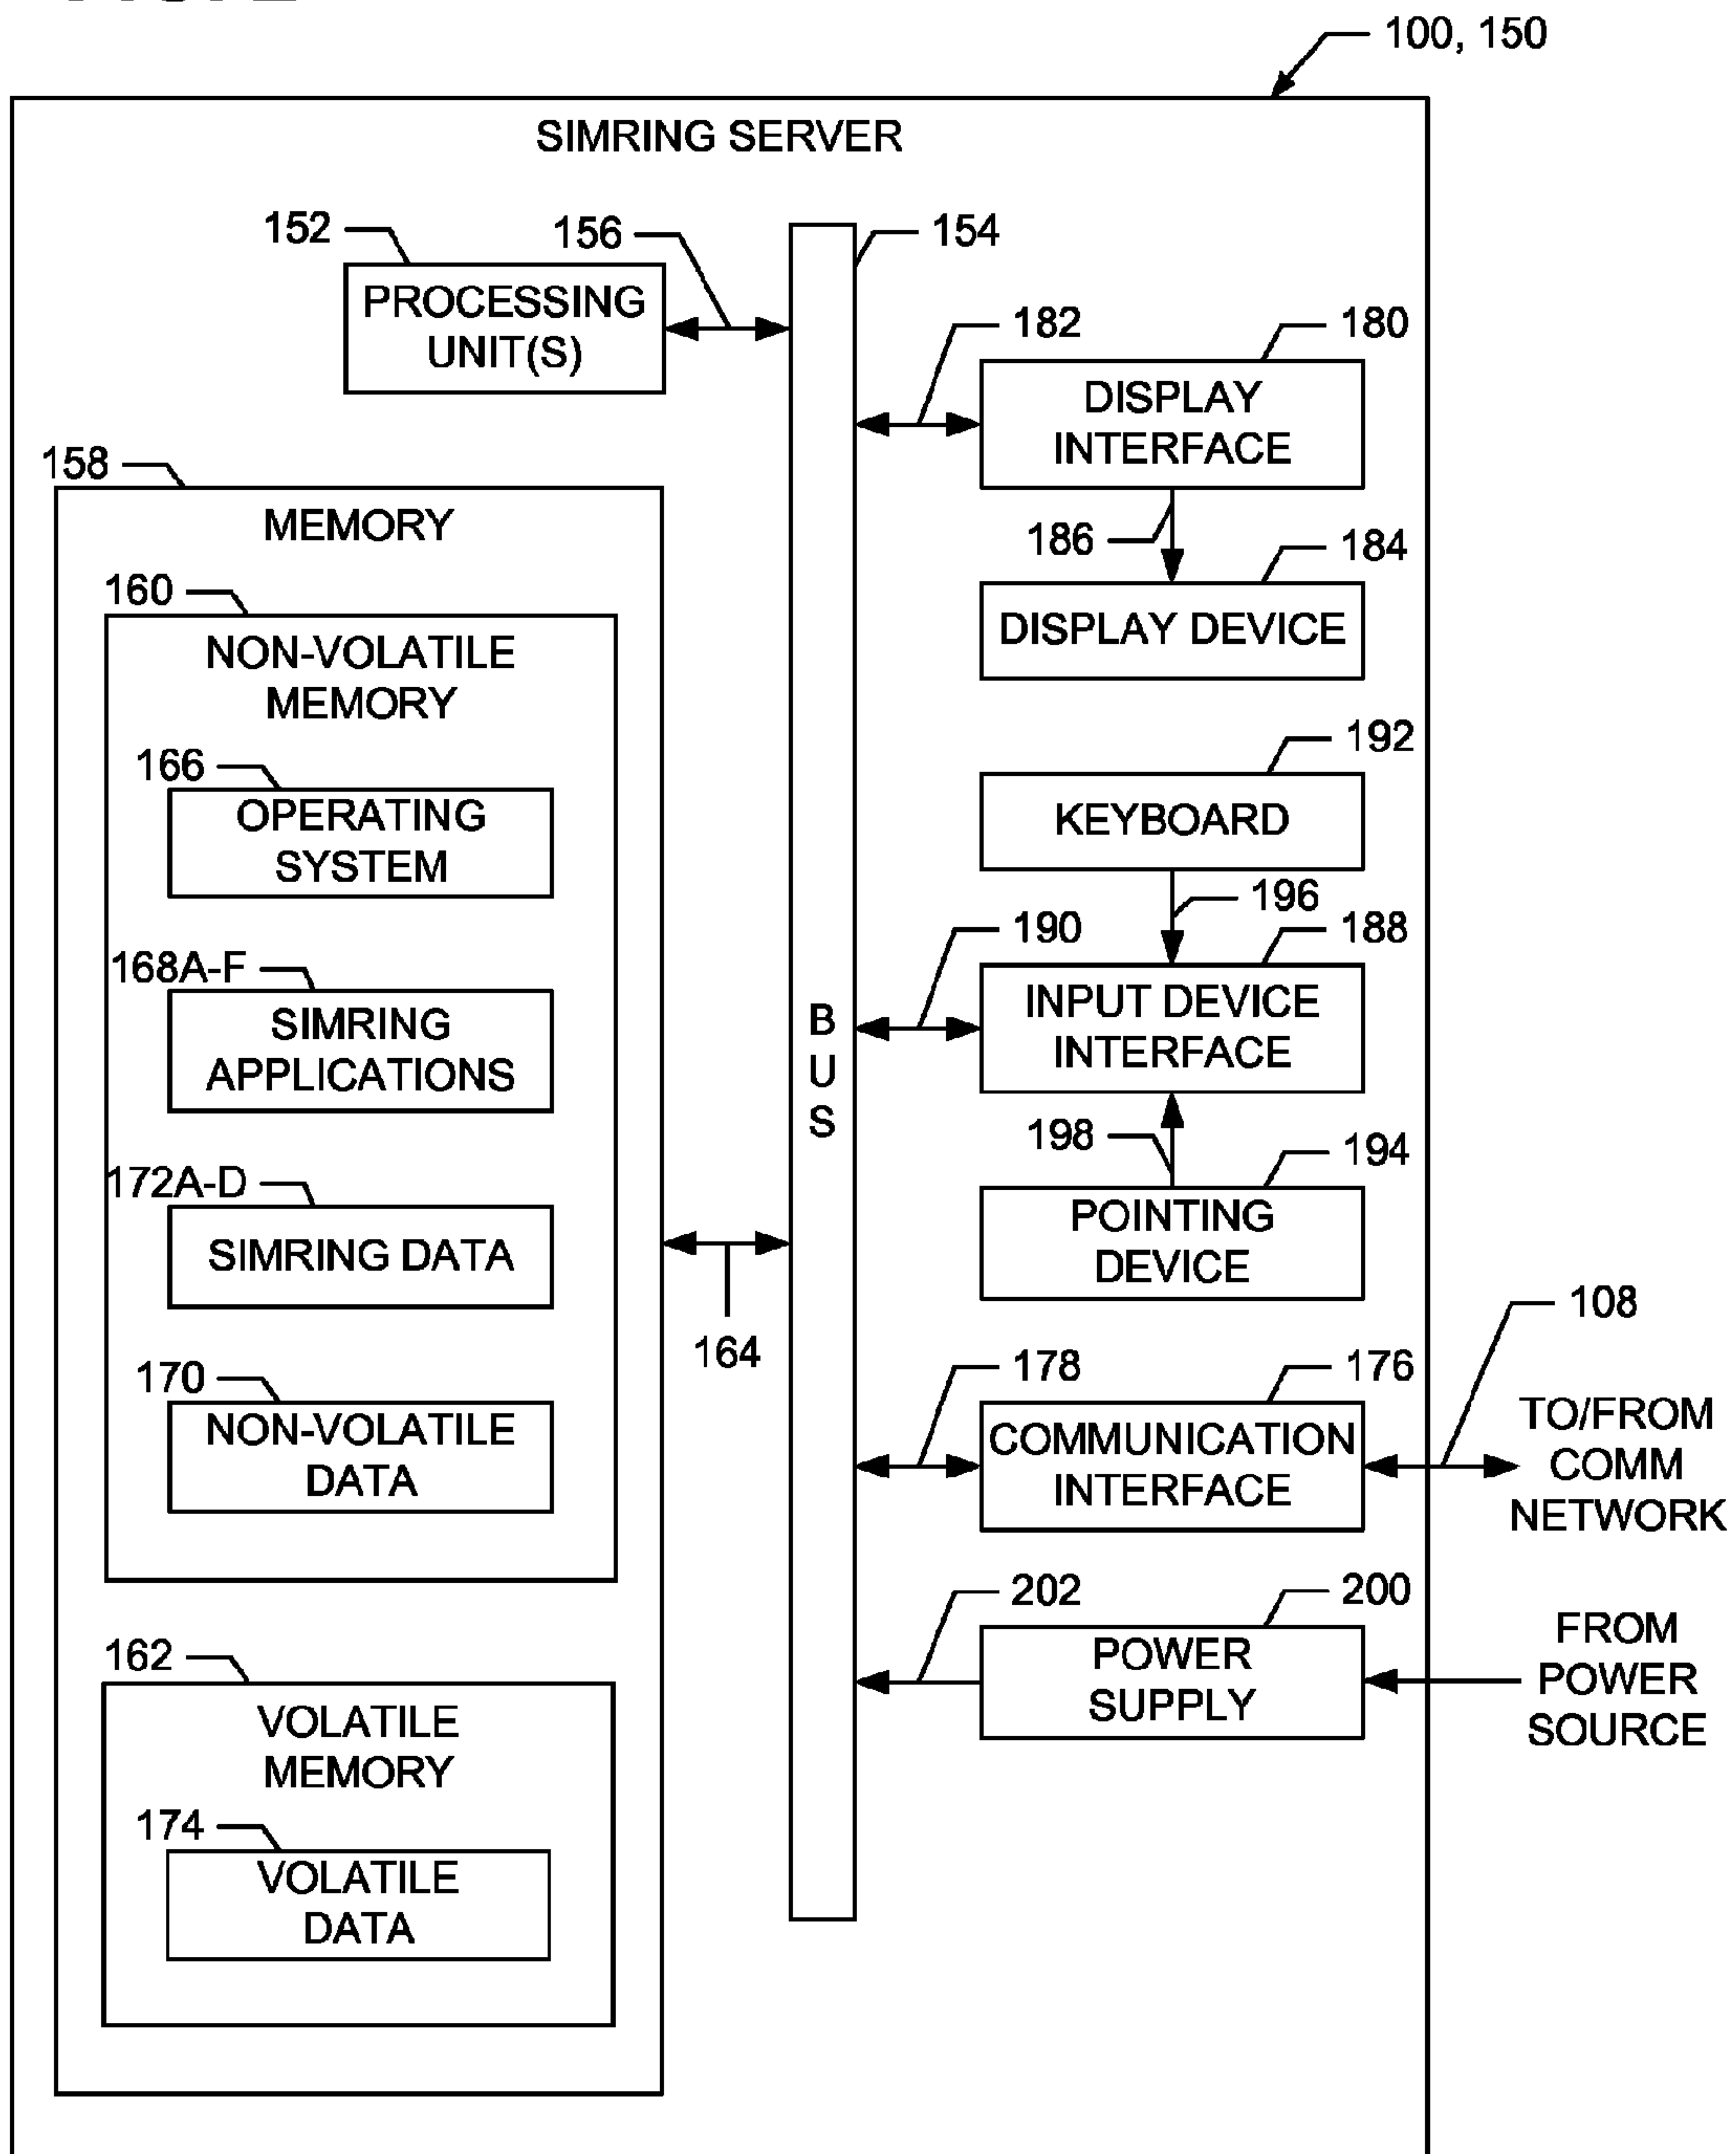 100, 150
SIMRING SERVER
152
156
154
PROCESSING
UNIT(S)
182
180
DISPLAY
INTERFACE
158
MEMORY
186
184
DISPLAY DEVICE
160
NON-VOLATILE
MEMORY
166
OPERATING
SYSTEM
192
KEYBOARD
196
168A-F
SIMRING
APPLICATIONS
190
188
INPUT DEVICE
INTERFACE
B
U
S
198
194
POINTING
DEVICE
172A-D
SIMRING DATA
164
108
170
NON-VOLATILE
DATA
178
176
COMMUNICATION
INTERFACE
TO/FROM
COMM
NETWORK
202
200
POWER
SUPPLY
FROM
POWER
SOURCE
162
VOLATILE
MEMORY
174
VOLATILE
DATA